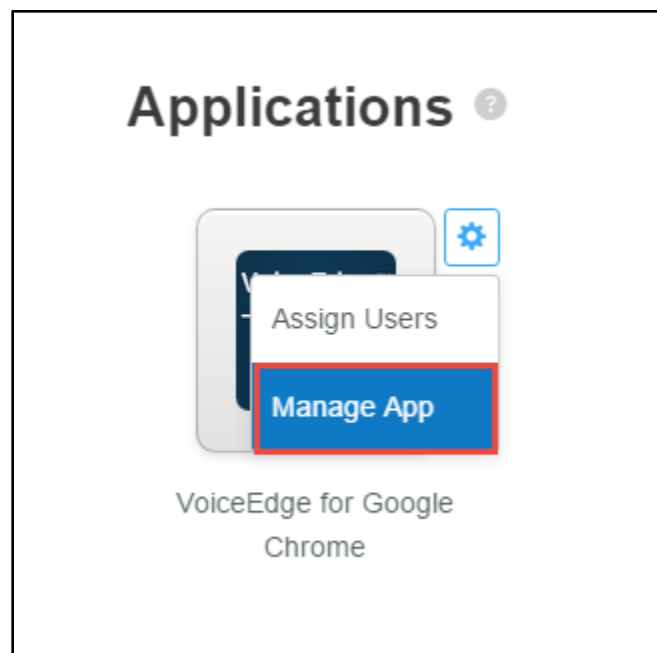 Applications ?
Assign Users
Manage App
VoiceEdge for Google
Chrome